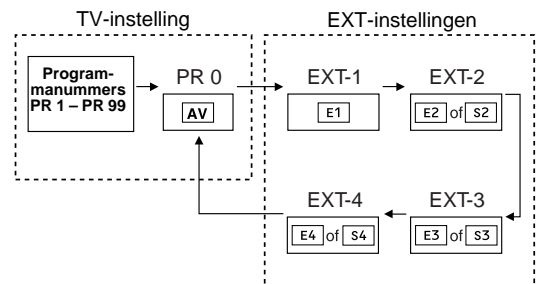 TV-instelling
EXT-instellingen
Program-
manummers
PR 1 – PR 99
PR 0
AV
EXT-1
E1
EXT-2
E2 of S2
EXT-3
E3 of S3
EXT-4
E4 of S4